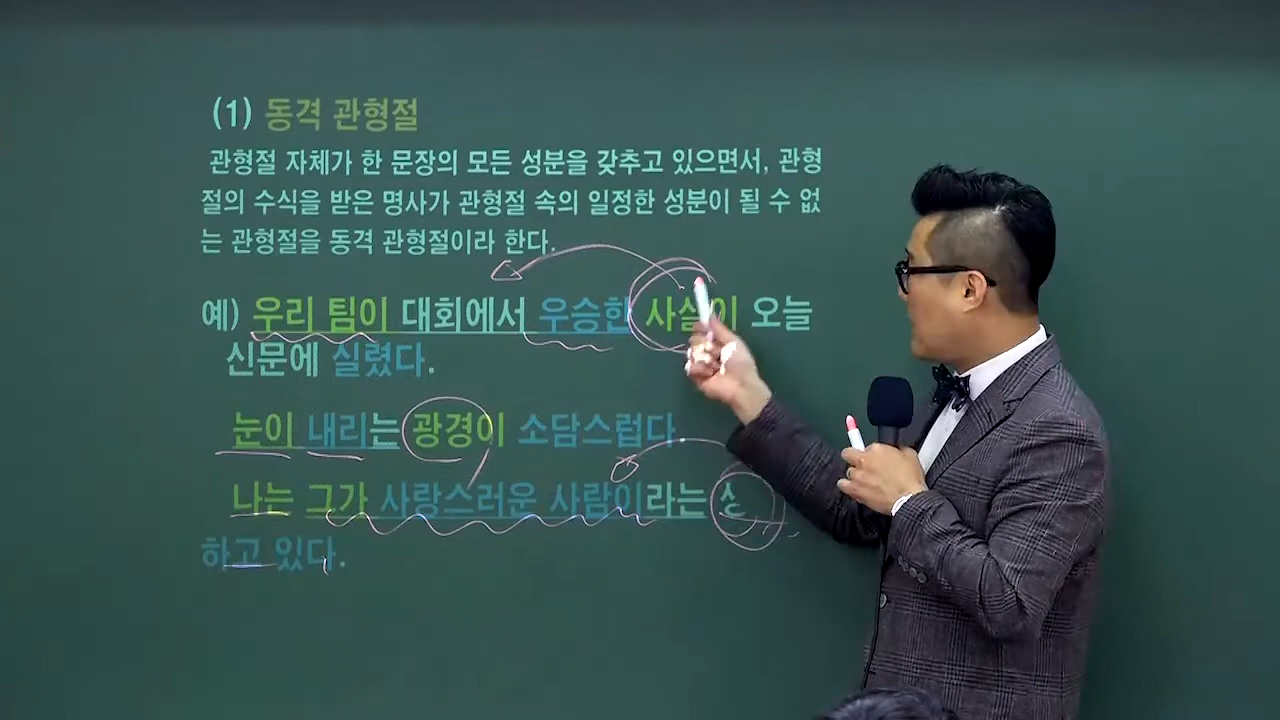 (1) 동격 관형절
관형절 자체가 한 문장의 모든 성분을 갖추고 있으면서, 관형
절의 수식을 받은 명사가 관형절 속의 일정한 성분이 될 수 없
는 관형절을 동격 관형절이라 한다.
예) 우리 팀이 대회에서 우승한 사실이 오늘
신문에 실렸다.
눈이 내리는 광경이 소담스럽다
나는 그가 사랑스러운 사람이라는
하고 있다.